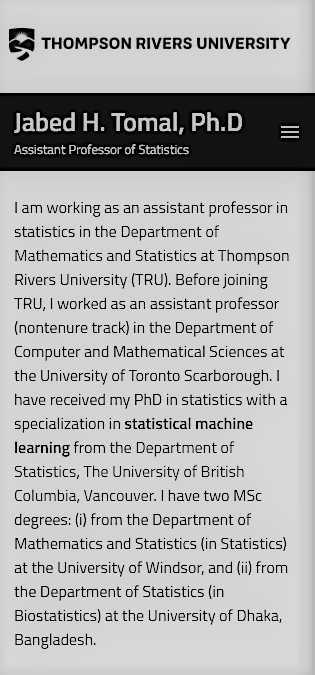 THOMPSON RIVERS UNIVERSITY
Jabed H. Tomal, Ph.D
Assistant Professor of Statistics
I am working as an assistant professor in
statistics in the Department of
Mathematics and Statistics at Thompson
Rivers University (TRU). Before joining
TRU, I worked as an assistant professor
(nontenure track) in the Department of
Computer and Mathematical Sciences at
the University of Toronto Scarborough. I
have received my PhD in statistics with a
specialization in statistical machine
learning from the Department of
Statistics, The University of British
Columbia, Vancouver. I have two MSc
degrees: (i) from the Department of
Mathematics and Statistics (in Statistics)
at the University of Windsor, and (ii) from
the Department of Statistics (in
Biostatistics) at the University of Dhaka,
Bangladesh.